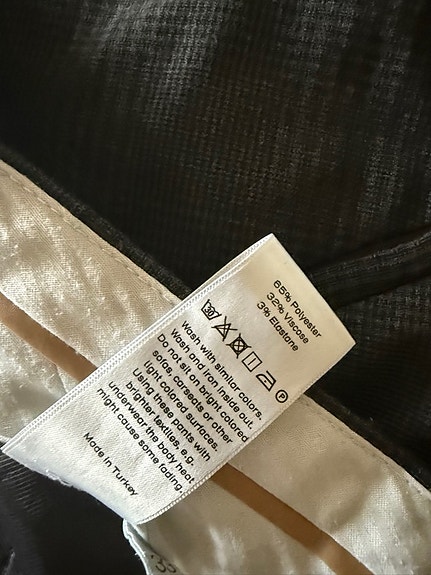 65% Polyester
32% Viscose
3% Elastane
30
P
Wash with similar colors.
Wash and iron inside out.
Do not sit on bright colored
sofas, carseats or other
light colored surfaces.
Using these pants with
brighter textiles, e.g.
underwear the body heat
might cause some fading.
Made in Turkey